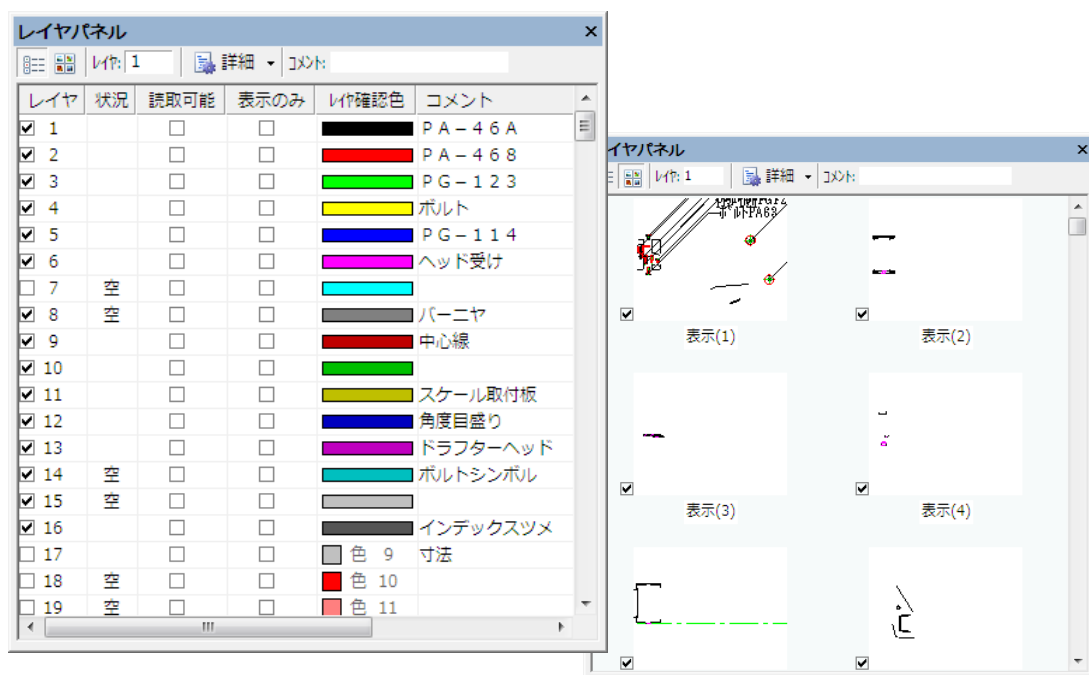 レイヤパネル
レイヤ: 1 詳細 コメント:
レイヤ 状況 読取可能 表示のみ レイヤ確認色 コメント
1 ＰＡ－４６Ａ
2 ＰＡ－４６８
3 ＰＧ－１２３
4 ボルト
5 ＰＧ－１１４
6 ヘッド受け
7 空
8 空 バーニヤ
9 中心線
10
11 スケール取付板
12 角度目盛り
13 ドラフターヘッド
14 空 ボルトシンボル
15 空
16 インデックスツメ
17 色 9 寸法
18 空 色 10
19 空 色 11
イヤパネル
レイヤ: 1 詳細 コメント:
表示(1) 表示(2)
表示(3) 表示(4)